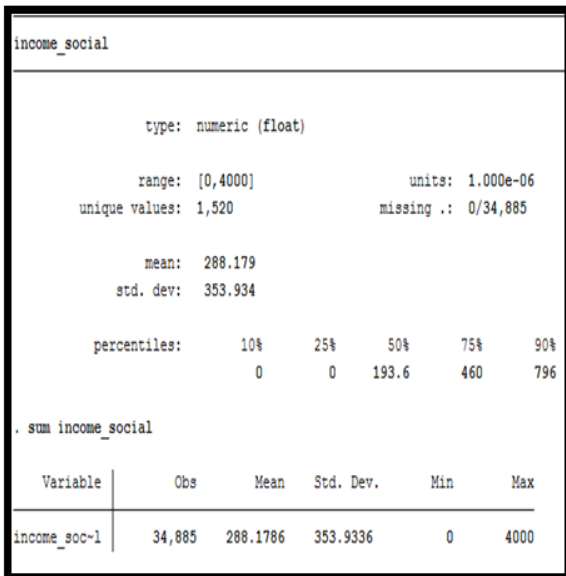 income_social
type: numeric (float)
range: [0,4000] units: 1.000e-06
unique values: 1,520 missing .: 0/34,885
mean: 288.179
std. dev: 353.934
percentiles: 10% 25% 50% 75% 90%
0 0 193.6 460 796
. sum income_social
Variable Obs Mean Std. Dev. Min Max
income_soc~l 34,885 288.1786 353.9336 0 4000